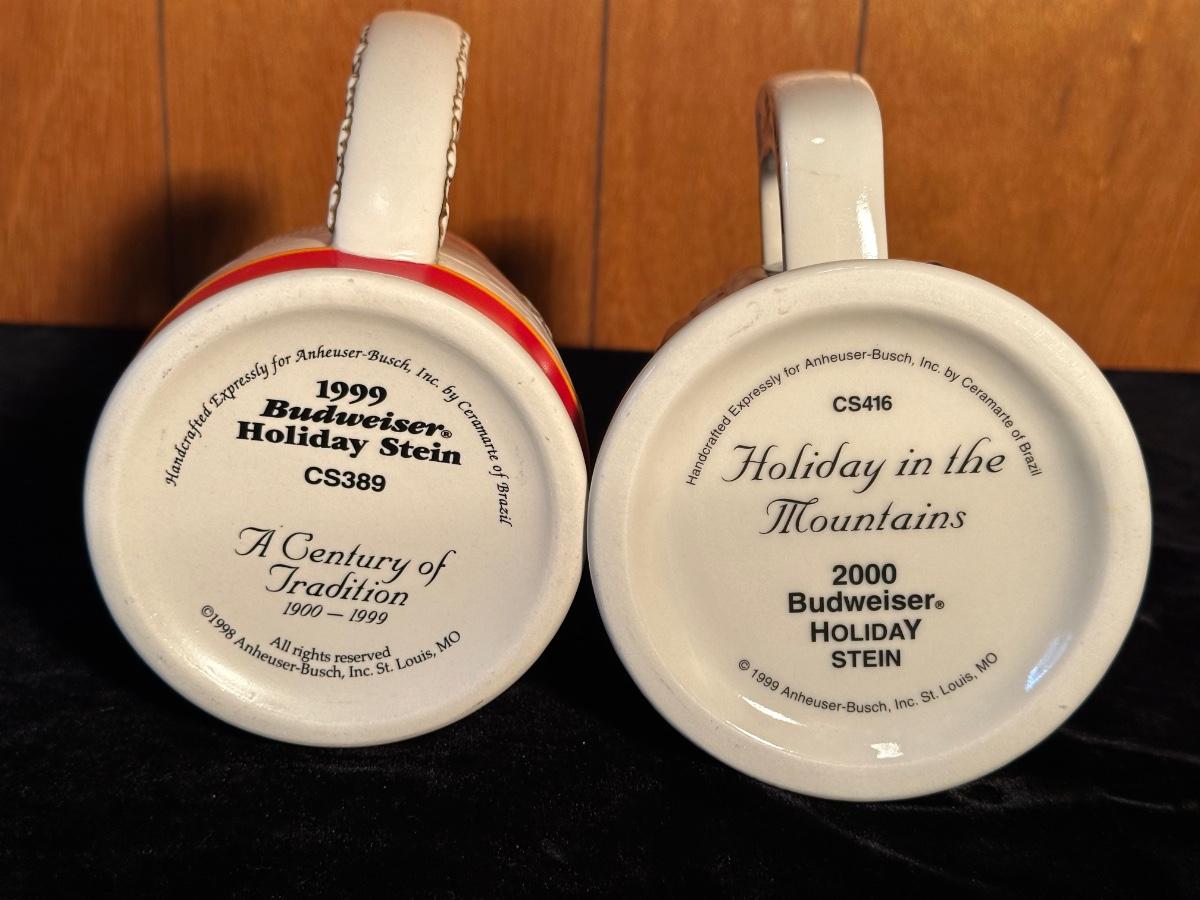 Handcrafted Expressly for Anheuser-Busch, Inc. by Ceramarte of Brazil
1999
Budweiser®
Holiday Stein
CS389
A Century of
Tradition
1900 — 1999
All rights reserved
©1998 Anheuser-Busch, Inc. St. Louis, MO
Handcrafted Expressly for Anheuser-Busch, Inc. by Ceramarte of Brazil
CS416
Holiday in the
Mountains
2000
Budweiser®
HOLIDAY
STEIN
© 1999 Anheuser-Busch, Inc. St. Louis, MO